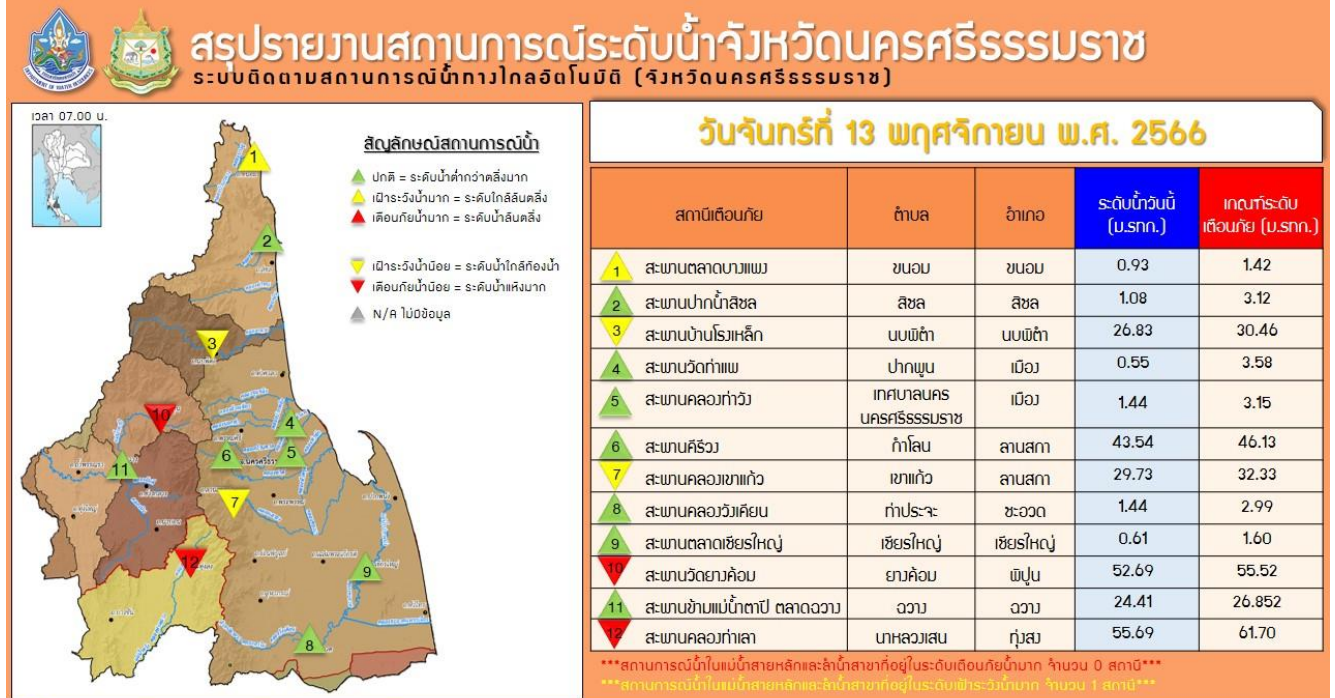 สรุปรายงานสถานการณ์ระดับน้ำจังหวัดนครศรีธรรมราช
ระบบติดตามสถานการณ์น้ำทางไกลอัตโนมัติ (จังหวัดนครศรีธรรมราช)
เวลา 07.00 น.
สัญลักษณ์สถานการณ์น้ำ
ปกติ = ระดับน้ำต่ำกว่าตลิ่งมาก
เฝ้าระวังน้ำมาก = ระดับใกล้ล้นตลิ่ง
เตือนภัยน้ำมาก = ระดับน้ำล้นตลิ่ง
เฝ้าระวังน้ำน้อย = ระดับน้ำใกล้ท้องน้ำ
เตือนภัยน้ำน้อย = ระดับน้ำแห้งมาก
N/A ไม่มีข้อมูล
1
2
3
10
4
5
6
11
7
12
9
8
วันจันทร์ที่ 13 พฤศจิกายน พ.ศ. 2566
สถานีเตือนภัย ตำบล อำเภอ ระดับน้ำวันนี้ (ม.รทก.) เกณฑ์ระดับเตือนภัย (ม.รทก.)
1 สะพานตลาดบางแพง ขนอม ขนอม 0.93 1.42
2 สะพานปากน้ำสิชล สิชล สิชล 1.08 3.12
3 สะพานบ้านโรงเหล็ก นบพิตำ นบพิตำ 26.83 30.46
4 สะพานวัดท่าแพ ปากพูน เมือง 0.55 3.58
5 สะพานคลองท่าวัง เทศบาลนครนครศรีธรรมราช เมือง 1.44 3.15
6 สะพานคีรีวง กำโลน ลานสกา 43.54 46.13
7 สะพานคลองเขาแก้ว เขาแก้ว ลานสกา 29.73 32.33
8 สะพานคลองวังเคียน ท่าประจะ ชะอวด 1.44 2.99
9 สะพานตลาดเชียรใหญ่ เชียรใหญ่ เชียรใหญ่ 0.61 1.60
10 สะพานวัดยางค้อม ยางค้อม พิปูน 52.69 55.52
11 สะพานข้ามแม่น้ำตาปี ตลาดฉวาง ฉวาง ฉวาง 24.41 26.852
12 สะพานคลองท่าเลา นาหลวงเสน ทุ่งสง 55.69 61.70
***สถานการณ์น้ำในแม่น้ำสายหลักและลำน้ำสาขาที่อยู่ในระดับเตือนภัยน้ำมาก จำนวน 0 สถานี***
***สถานการณ์น้ำในแม่น้ำสายหลักและลำน้ำสาขาที่อยู่ในระดับเฝ้าระวังน้ำมาก จำนวน 1 สถานี***